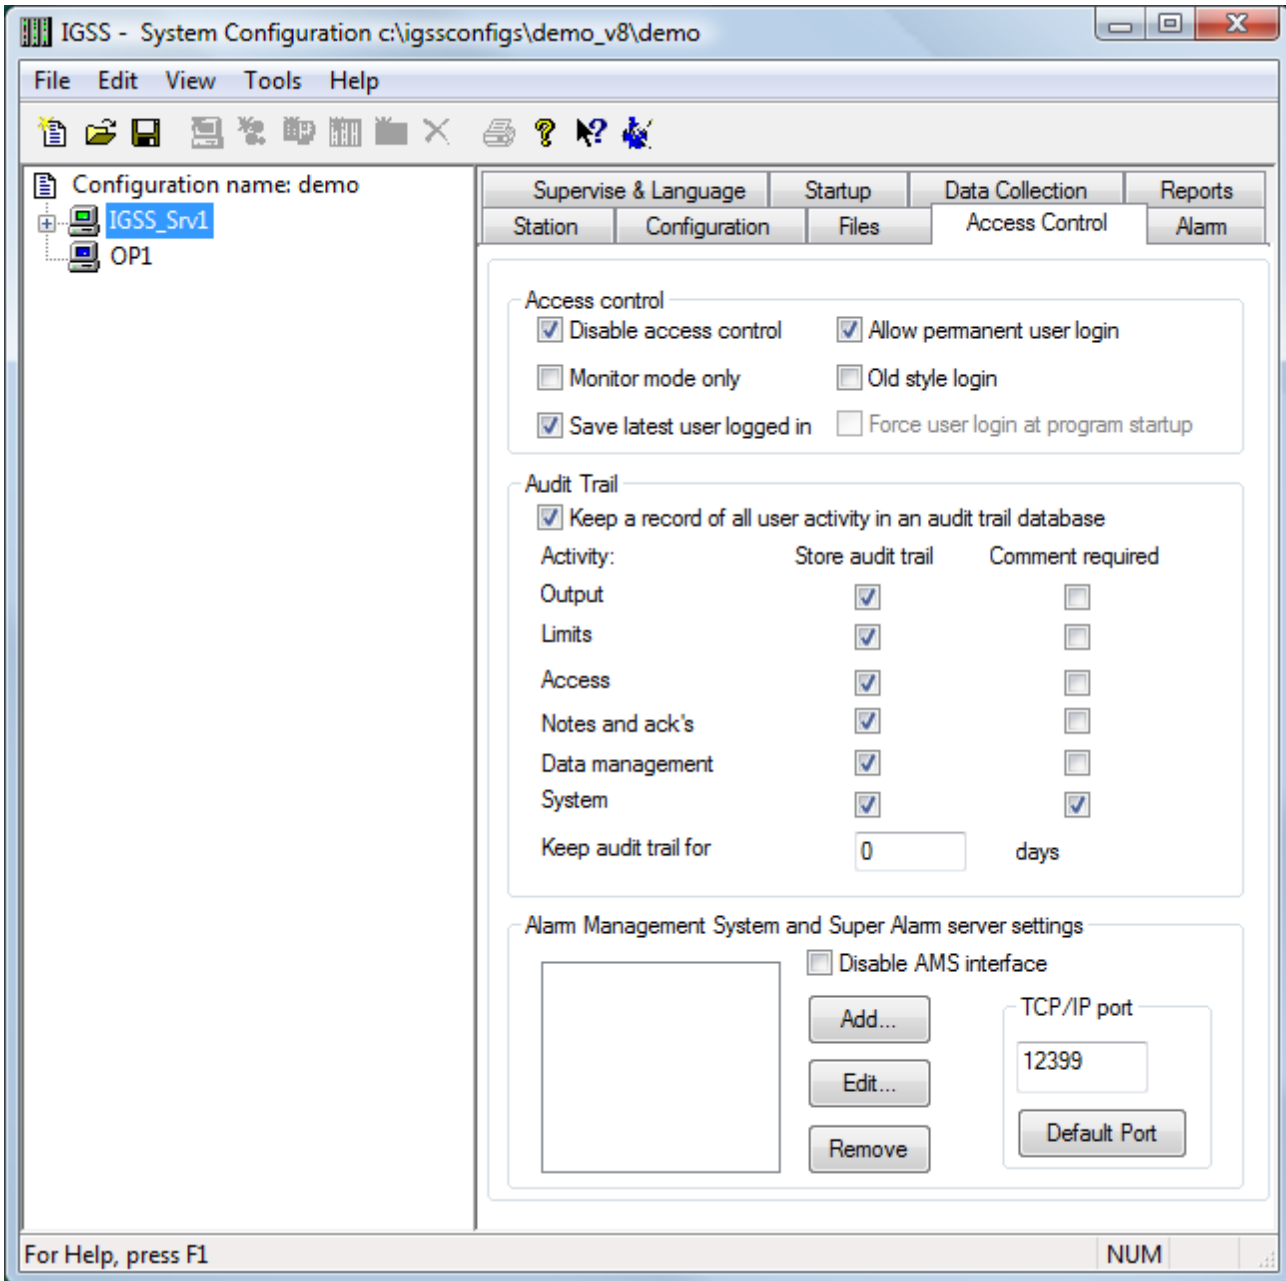 IGSS - System Configuration c:\igssconfigs\demo_v8\demo
File Edit View Tools Help
Configuration name: demo
IGSS_Srv1
OP1
Supervise & Language Startup Data Collection Reports
Station Configuration Files Access Control Alarm
Access control
Disable access control Allow permanent user login
Monitor mode only Old style login
Save latest user logged in Force user login at program startup
Audit Trail
Keep a record of all user activity in an audit trail database
Activity: Store audit trail Comment required
Output
Limits
Access
Notes and ack's
Data management
System
Keep audit trail for 0 days
Alarm Management System and Super Alarm server settings
Disable AMS interface
Add... TCP/IP port
12399
Edit...
Default Port
Remove
For Help, press F1 NUM